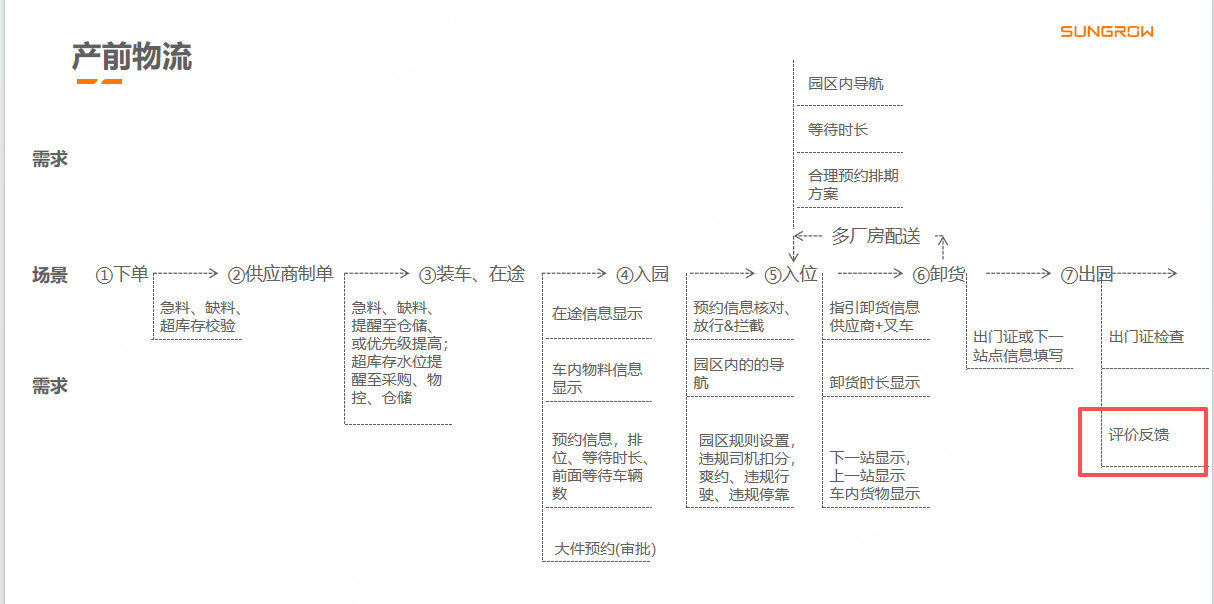 SUNGROW
产前物流
园区内导航
等待时长
合理预约排期
方案
需求
多厂房配送
场景
①下单
②供应商制单
③装车、在途
④入园
⑤入位
⑥卸货
⑦出园
急料、缺料、
超库存校验
急料、缺料、
提醒至仓储、
或优先级提高；
超库存水位提
醒至采购、物
控、仓储
在途信息显示
车内物料信息
显示
预约信息，排
位、等待时长、
前面等待车辆
数
大件预约(审批)
预约信息核对、
放行&拦截
园区内的的导
航
园区规则设置，
违规司机扣分，
爽约、违规行
驶、违规停靠
指引卸货信息
供应商+叉车
卸货时长显示
下一站显示，
上一站显示
车内货物显示
出门证或下一
站点信息填写
出门证检查
评价反馈
需求